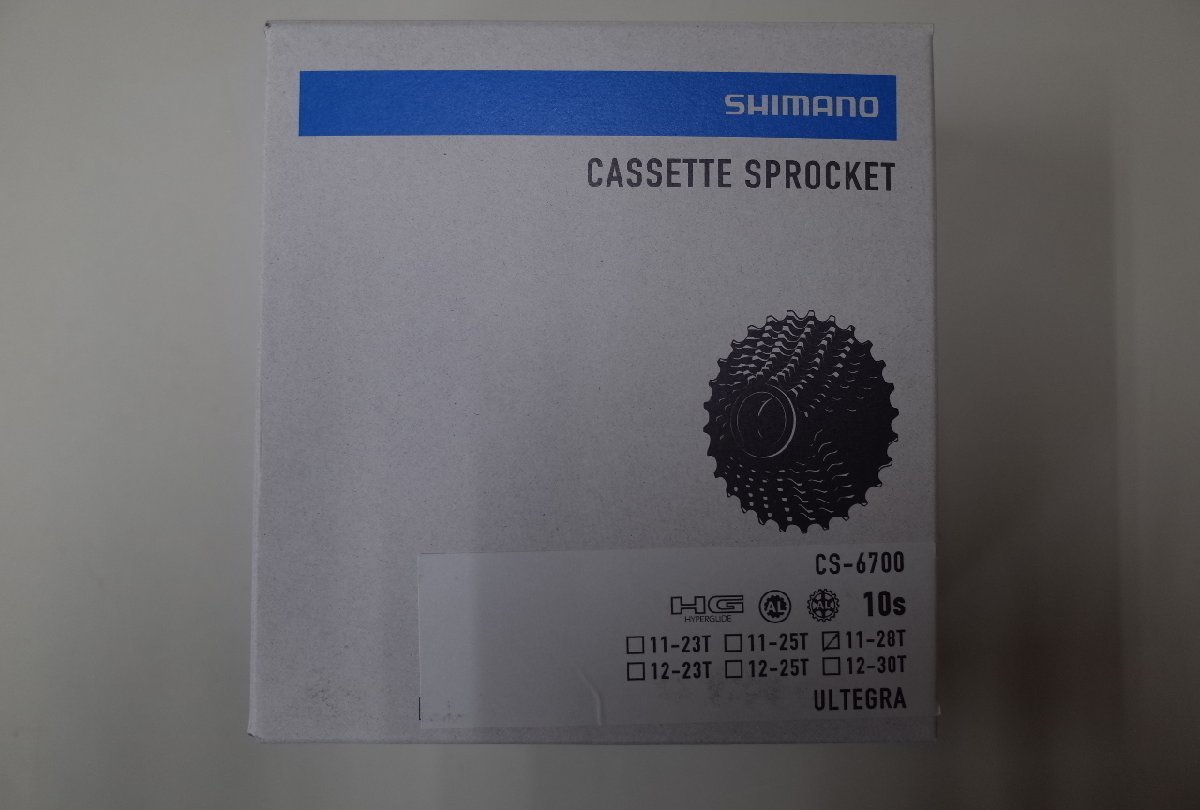 SHIMANO
CASSETTE SPROCKET
CS-6700
HG HYPERGLIDE AL AL 10s
☐ 11-23T ☐ 11-25T ☑ 11-28T
☐ 12-23T ☐ 12-25T ☐ 12-30T
ULTEGRA